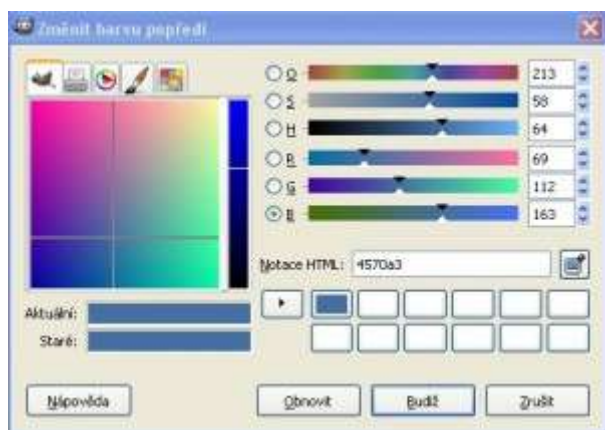 Změnit barvu popředí
O 213
S 58
H 64
R 69
G 112
B 163
Notace HTML: 4570a3
Aktuální:
Staré:
Nápověda Obnovit Budiž Zrušit